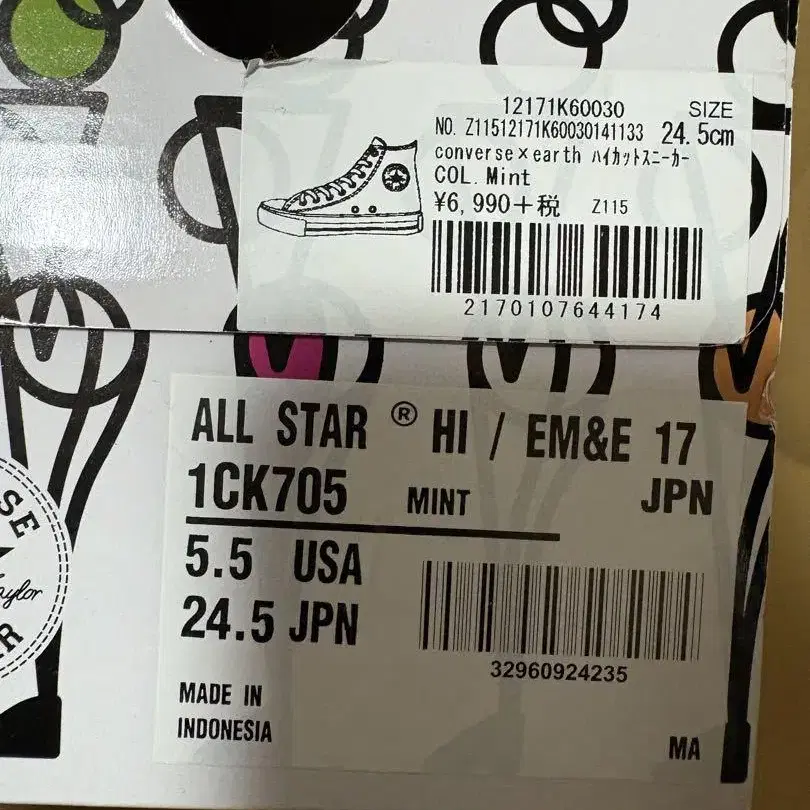 12171K60030 SIZE
NO. Z11512171K60030141133 24.5cm
converse×earth ハイカットスニーカー
COL. Mint
¥6,990+税 Z115
2170107644174
ALL STAR ® HI / EM&E 17
1CK705 MINT JPN
5.5 USA
24.5 JPN
32960924235
MADE IN
INDONESIA
MA
SE
aylor
R